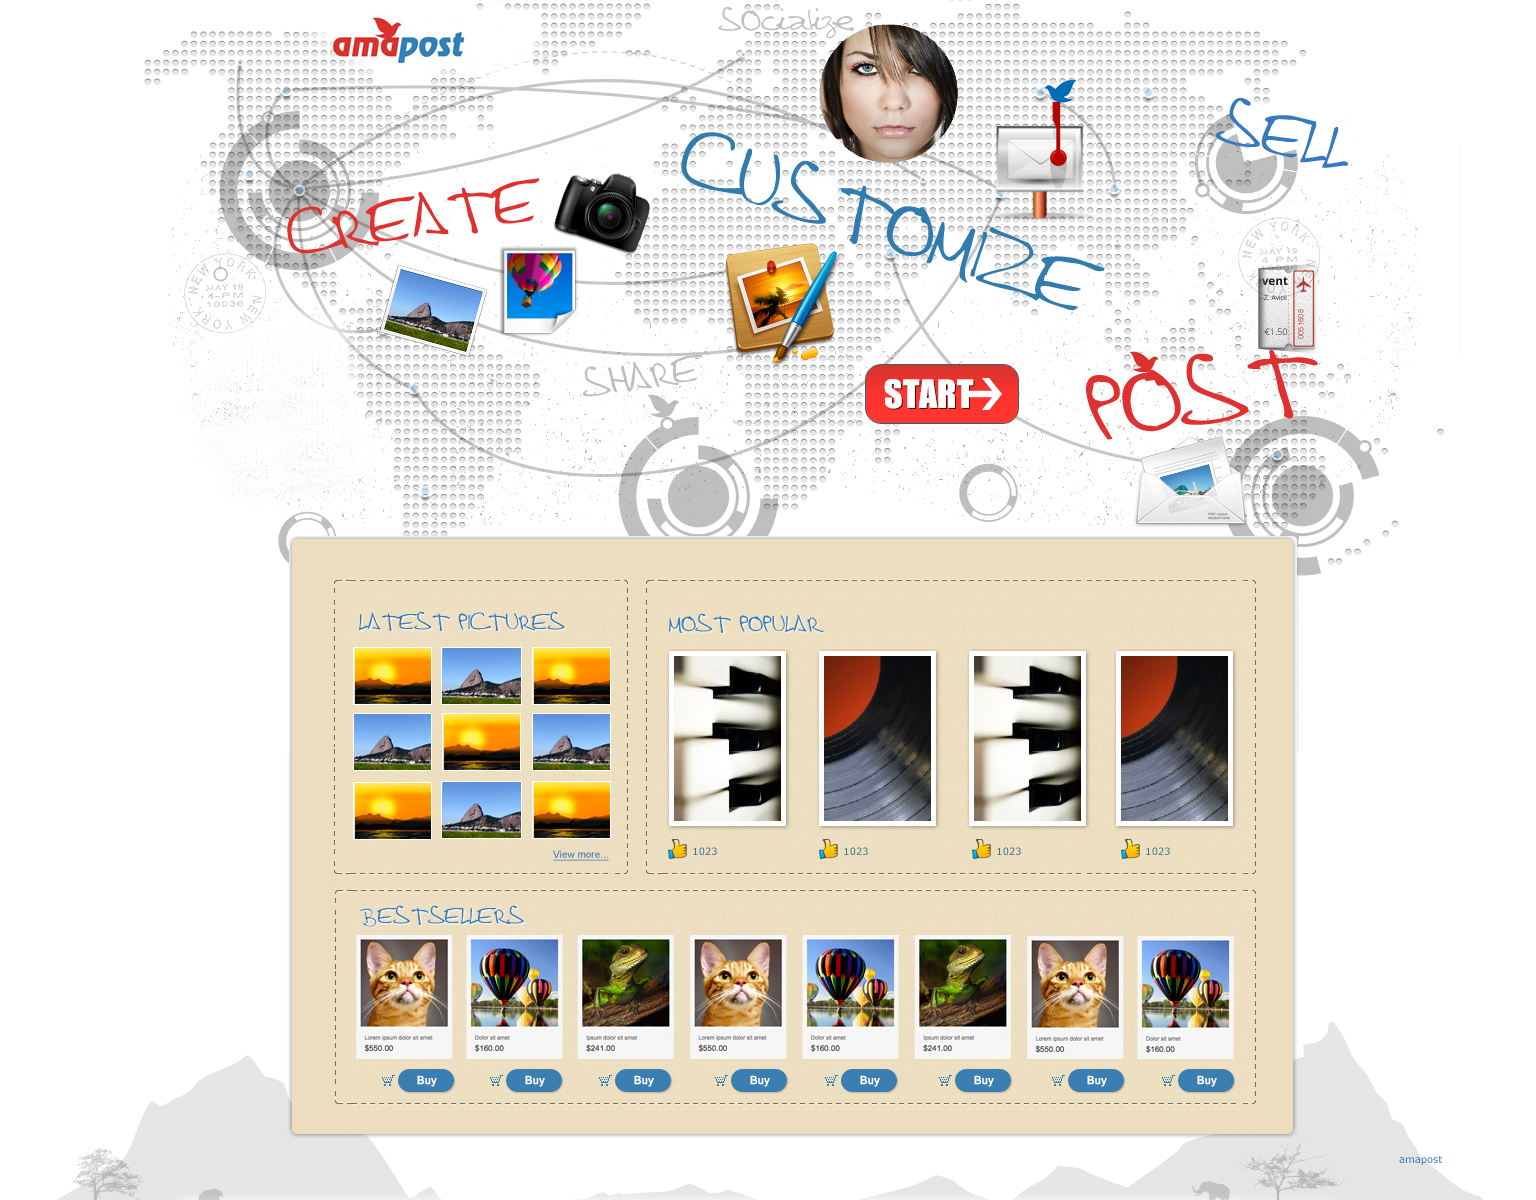 amapost
SOcialize
SELL
CUSTOMIZE
CREATE
NEW YORK
MAY 19
4-PM
10036
NEW YORK
MAY 19
4 PM
vent
Z. Avicii
€1.50
SHARE
START
POST
LATEST PICTURES
MOST POPULAR
View more...
1023
1023
1023
1023
BESTSELLERS
Lorem ipsum dolor sit amet
$550.00
Dolor sit amet
$160.00
Ipsum dolor sit amet
$241.00
Lorem ipsum dolor sit amet
$550.00
Dolor sit amet
$160.00
Ipsum dolor sit amet
$241.00
Lorem ipsum dolor sit amet
$550.00
Dolor sit amet
$160.00
Buy
Buy
Buy
Buy
Buy
Buy
Buy
Buy
amapost